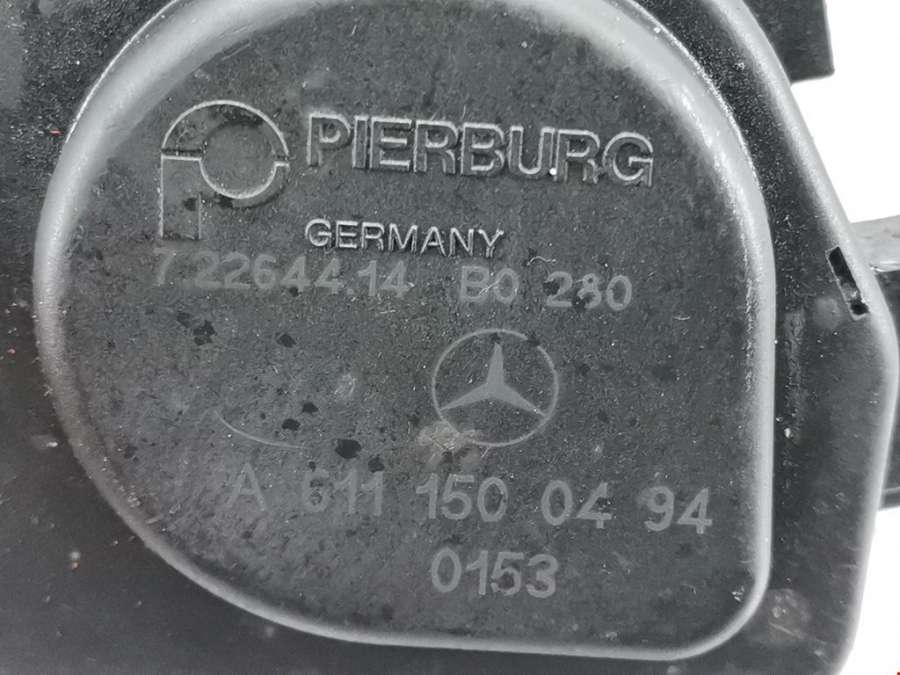 PIERBURG
GERMANY
7.22644.14 B0 280
A 611 150 04 94
0153